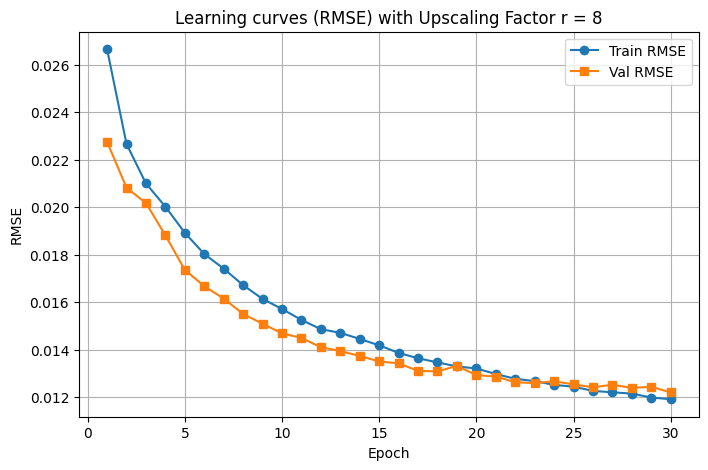 Learning curves (RMSE) with Upscaling Factor r = 8
Train RMSE
Val RMSE
RMSE
0.026
0.024
0.022
0.020
0.018
0.016
0.014
0.012
0 5 10 15 20 25 30
Epoch